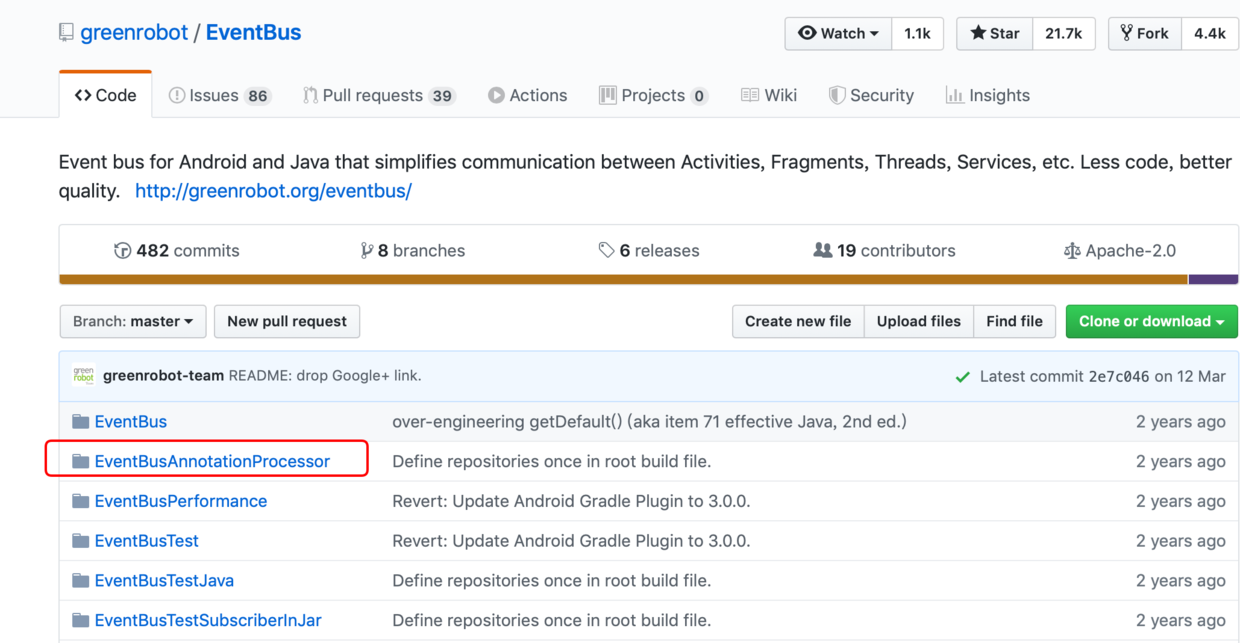 greenrobot / EventBus
Watch 1.1k Star 21.7k Fork 4.4k
Code Issues 86 Pull requests 39 Actions Projects 0 Wiki Security Insights
Event bus for Android and Java that simplifies communication between Activities, Fragments, Threads, Services, etc. Less code, better
quality. http://greenrobot.org/eventbus/
482 commits 8 branches 6 releases 19 contributors Apache-2.0
Branch: master New pull request Create new file Upload files Find file Clone or download
green
robot
greenrobot-team README: drop Google+ link. Latest commit 2e7c046 on 12 Mar
EventBus over-engineering getDefault() (aka item 71 effective Java, 2nd ed.) 2 years ago
EventBusAnnotationProcessor Define repositories once in root build file. 2 years ago
EventBusPerformance Revert: Update Android Gradle Plugin to 3.0.0. 2 years ago
EventBusTest Revert: Update Android Gradle Plugin to 3.0.0. 2 years ago
EventBusTestJava Define repositories once in root build file. 2 years ago
EventBusTestSubscriberInJar Define repositories once in root build file. 2 years ago